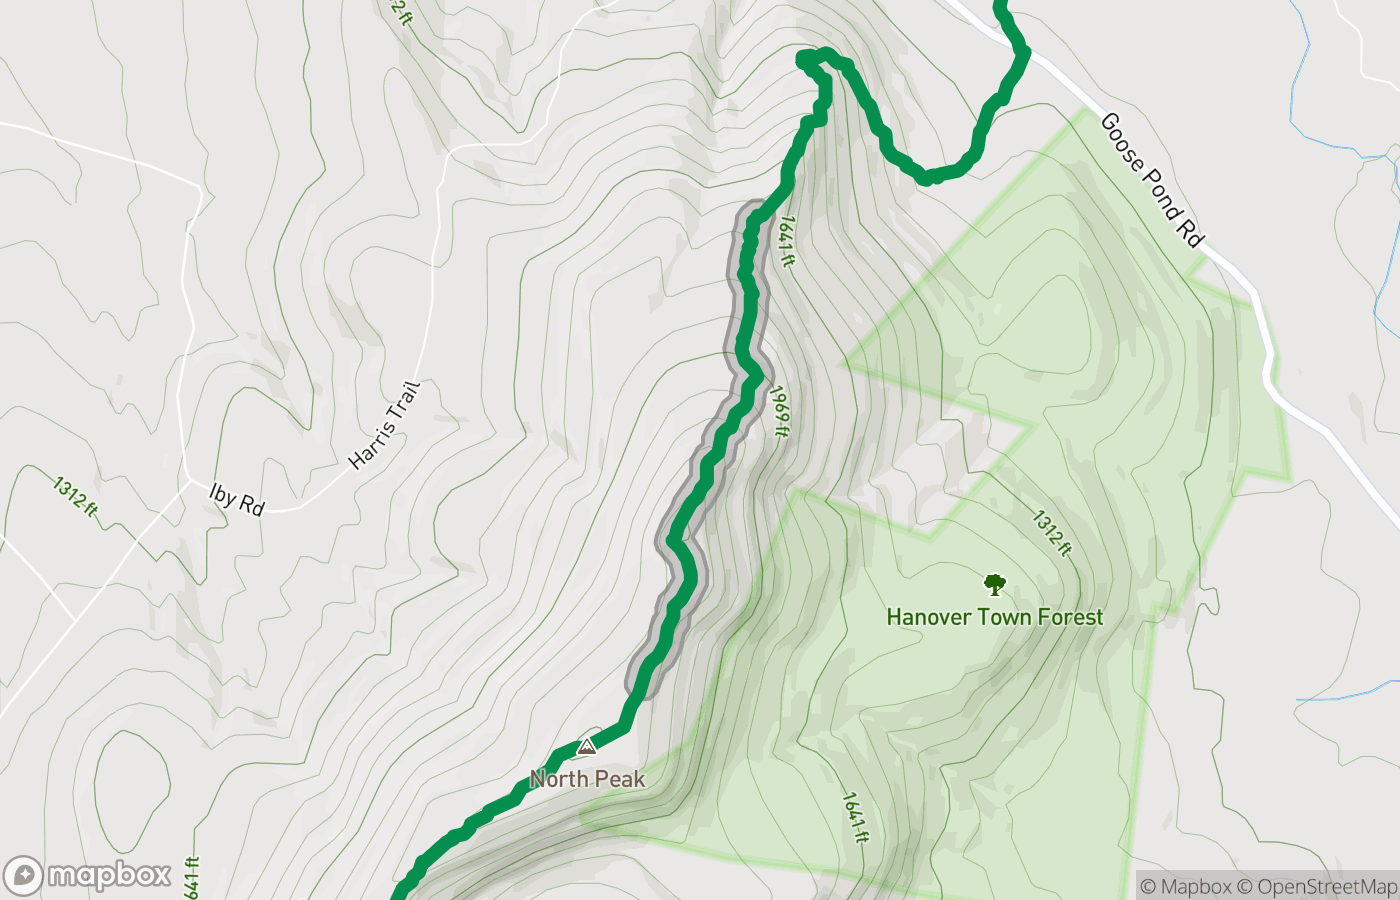 Goose Pond Rd
1641 ft
Harris Trail
1969 ft
1312 ft
Iby Rd
1312 ft
Hanover Town Forest
North Peak
1641 ft
mapbox
© Mapbox © OpenStreetMap